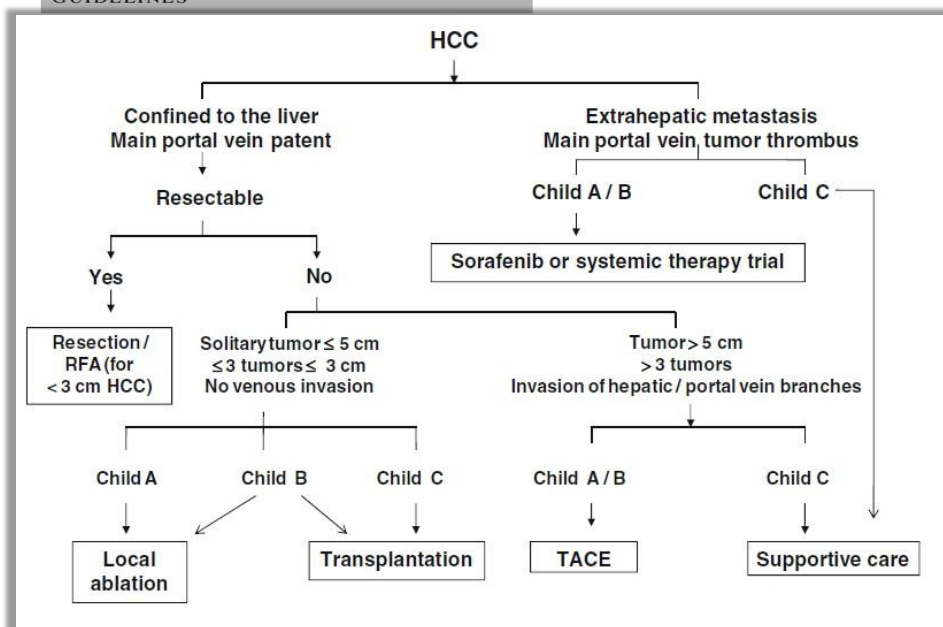 GUIDELINES
HCC
Confined to the liver
Main portal vein patent
Extrahepatic metastasis
Main portal vein tumor thrombus
Resectable
Child A / B
Child C
Sorafenib or systemic therapy trial
Yes
No
Resection /
RFA (for
< 3 cm HCC)
Solitary tumor ≤ 5 cm
≤ 3 tumors ≤ 3 cm
No venous invasion
Tumor > 5 cm
> 3 tumors
Invasion of hepatic / portal vein branches
Child A
Child B
Child C
Child A / B
Child C
Local
ablation
Transplantation
TACE
Supportive care